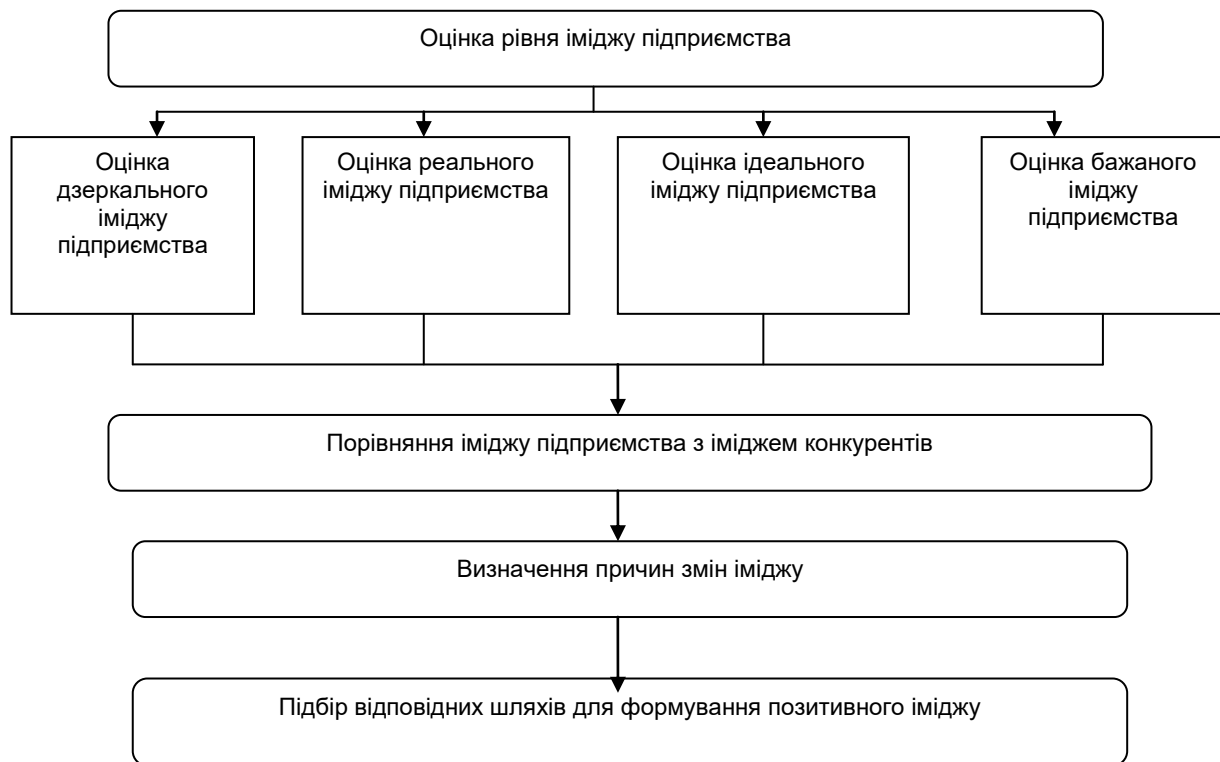 Оцінка рівня іміджу підприємства
Оцінка
дзеркального
іміджу
підприємства
Оцінка реального
іміджу підприємства
Оцінка ідеального
іміджу підприємства
Оцінка бажаного
іміджу
підприємства
Порівняння іміджу підприємства з іміджем конкурентів
Визначення причин змін іміджу
Підбір відповідних шляхів для формування позитивного іміджу